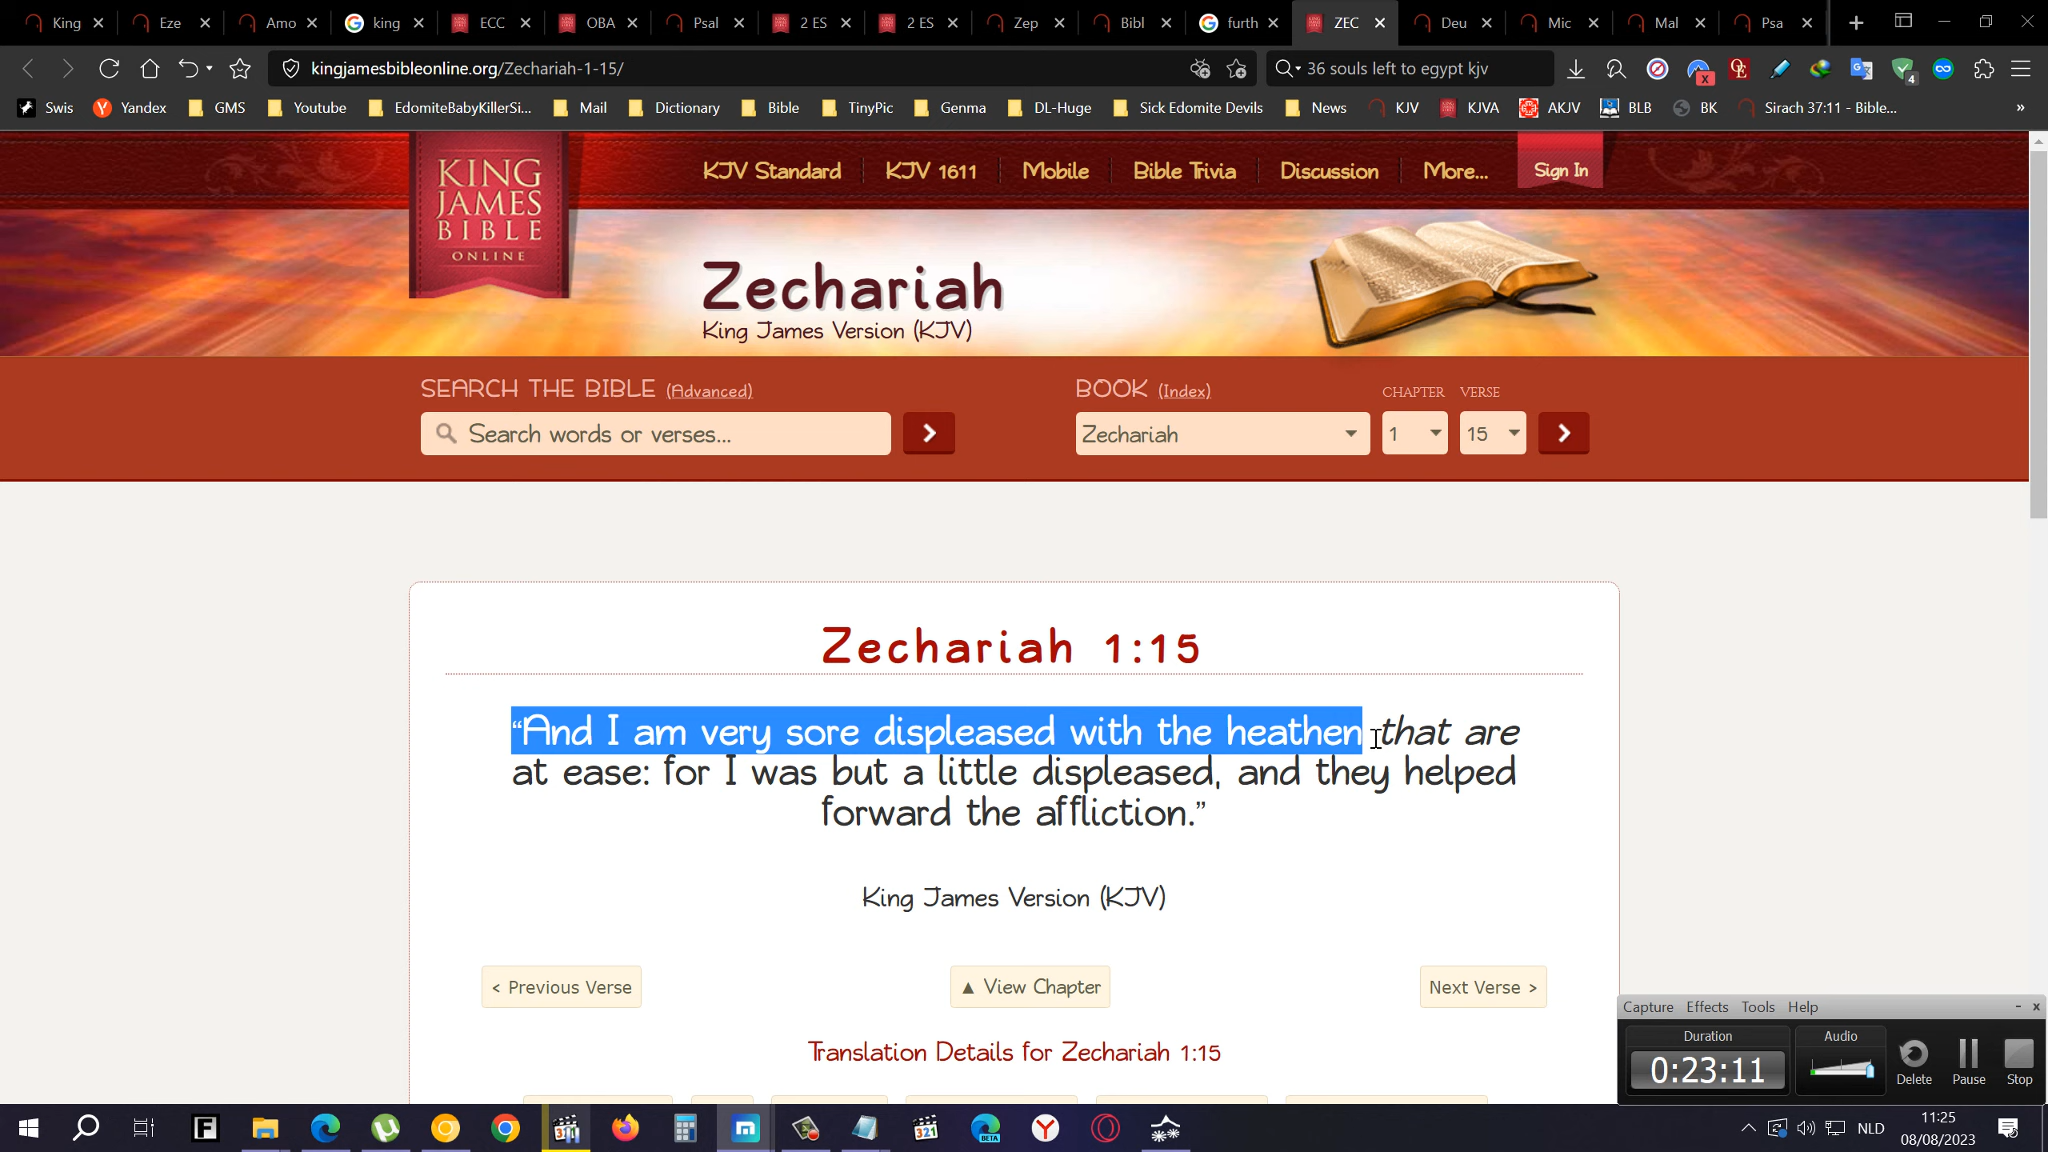 King
Eze
Amo
king
ECC
OBA
Psal
2 ES
2 ES
Zep
Bibl
furth
ZEC
Deu
Mic
Mal
Psa
kingjamesbibleonline.org/Zechariah-1-15/
36 souls left to egypt kjv
X
4
Swis
Yandex
GMS
Youtube
EdomiteBabyKillerSi...
Mail
Dictionary
Bible
TinyPic
Genma
DL-Huge
Sick Edomite Devils
News
KJV
KJVA
AKJV
BLB
BK
Sirach 37:11 - Bible...
»
KING
JAMES
BIBLE
ONLINE
KJV Standard
KJV 1611
Mobile
Bible Trivia
Discussion
More...
Sign In
Zechariah
King James Version (KJV)
SEARCH THE BIBLE (Advanced)
BOOK (Index)
CHAPTER
VERSE
Search words or verses...
Zechariah
1
15
Zechariah 1:15
“And I am very sore displeased with the heathen that are
at ease: for I was but a little displeased, and they helped
forward the affliction.”
King James Version (KJV)
< Previous Verse
▲ View Chapter
Next Verse >
Translation Details for Zechariah 1:15
Capture
Effects
Tools
Help
Duration
Audio
0:23:11
Delete
Pause
Stop
F
321
BETA
NLD
11:25
08/08/2023